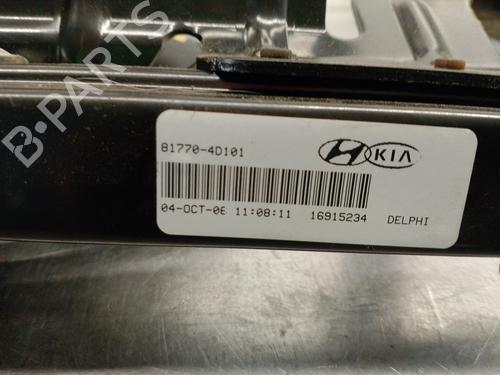 B-PARTS
81770-4D101
KIA
04-OCT-06 11:08:11 16915234 DELPHI